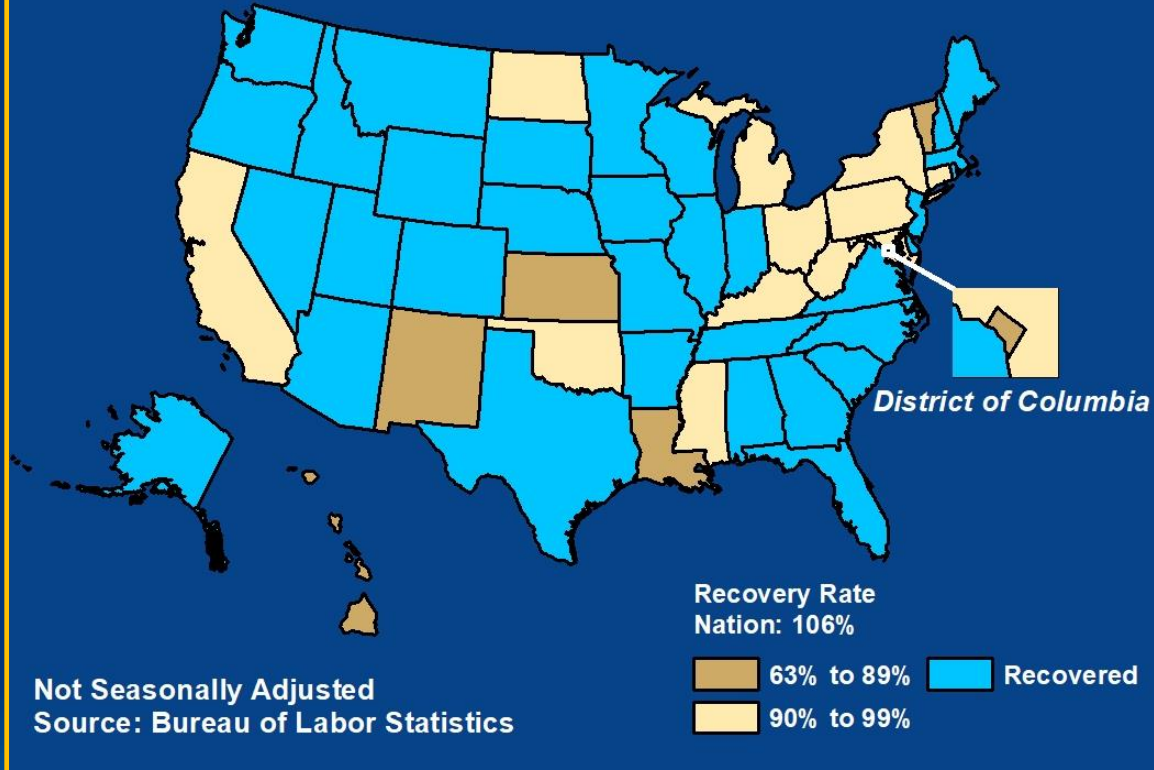 District of Columbia
Recovery Rate
Nation: 106%
63% to 89%
Recovered
90% to 99%
Not Seasonally Adjusted
Source: Bureau of Labor Statistics